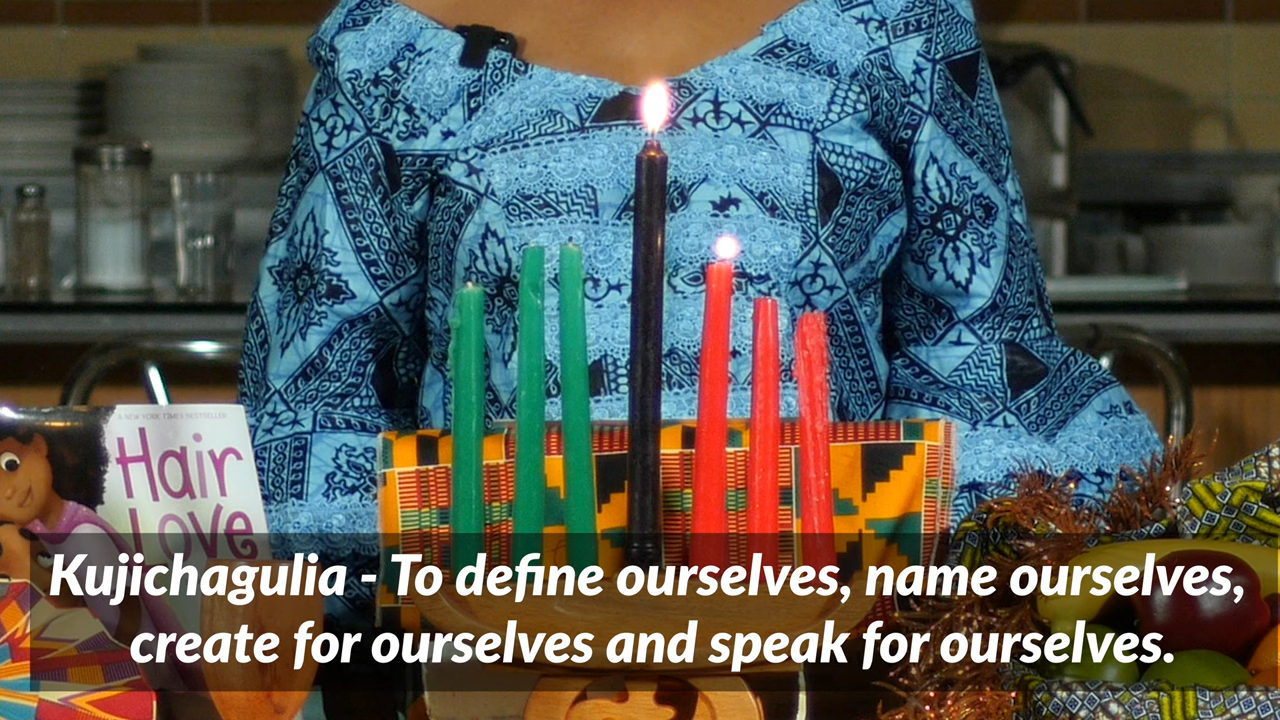 A NEW YORK TIMES BESTSELLER
Hair
Love
Kujichagulia - To define ourselves, name ourselves,
create for ourselves and speak for ourselves.